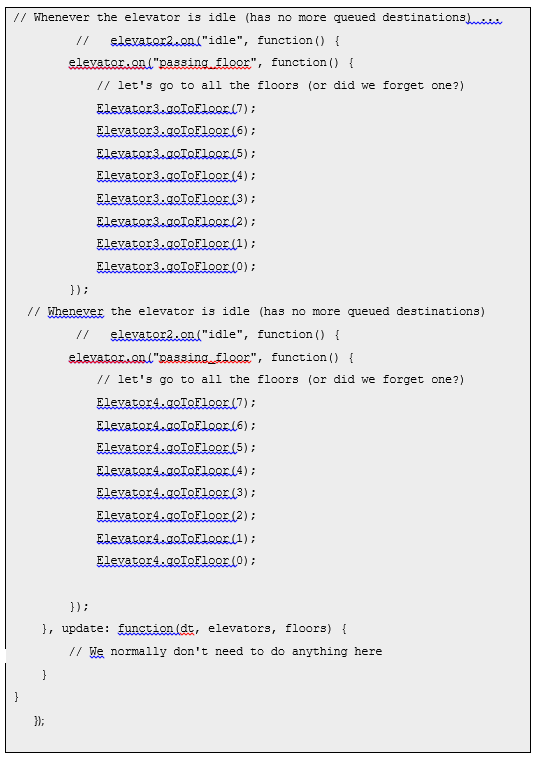 // Whenever the elevator is idle (has no more queued destinations) ...
//   elevator2.on("idle", function() {
elevator.on("passing_floor", function() {
// let's go to all the floors (or did we forget one?)
Elevator3.goToFloor(7);
Elevator3.goToFloor(6);
Elevator3.goToFloor(5);
Elevator3.goToFloor(4);
Elevator3.goToFloor(3);
Elevator3.goToFloor(2);
Elevator3.goToFloor(1);
Elevator3.goToFloor(0);
});
// Whenever the elevator is idle (has no more queued destinations)
//   elevator2.on("idle", function() {
elevator.on("passing_floor", function() {
// let's go to all the floors (or did we forget one?)
Elevator4.goToFloor(7);
Elevator4.goToFloor(6);
Elevator4.goToFloor(5);
Elevator4.goToFloor(4);
Elevator4.goToFloor(3);
Elevator4.goToFloor(2);
Elevator4.goToFloor(1);
Elevator4.goToFloor(0);
});
}, update: function(dt, elevators, floors) {
// We normally don't need to do anything here
}
}
});